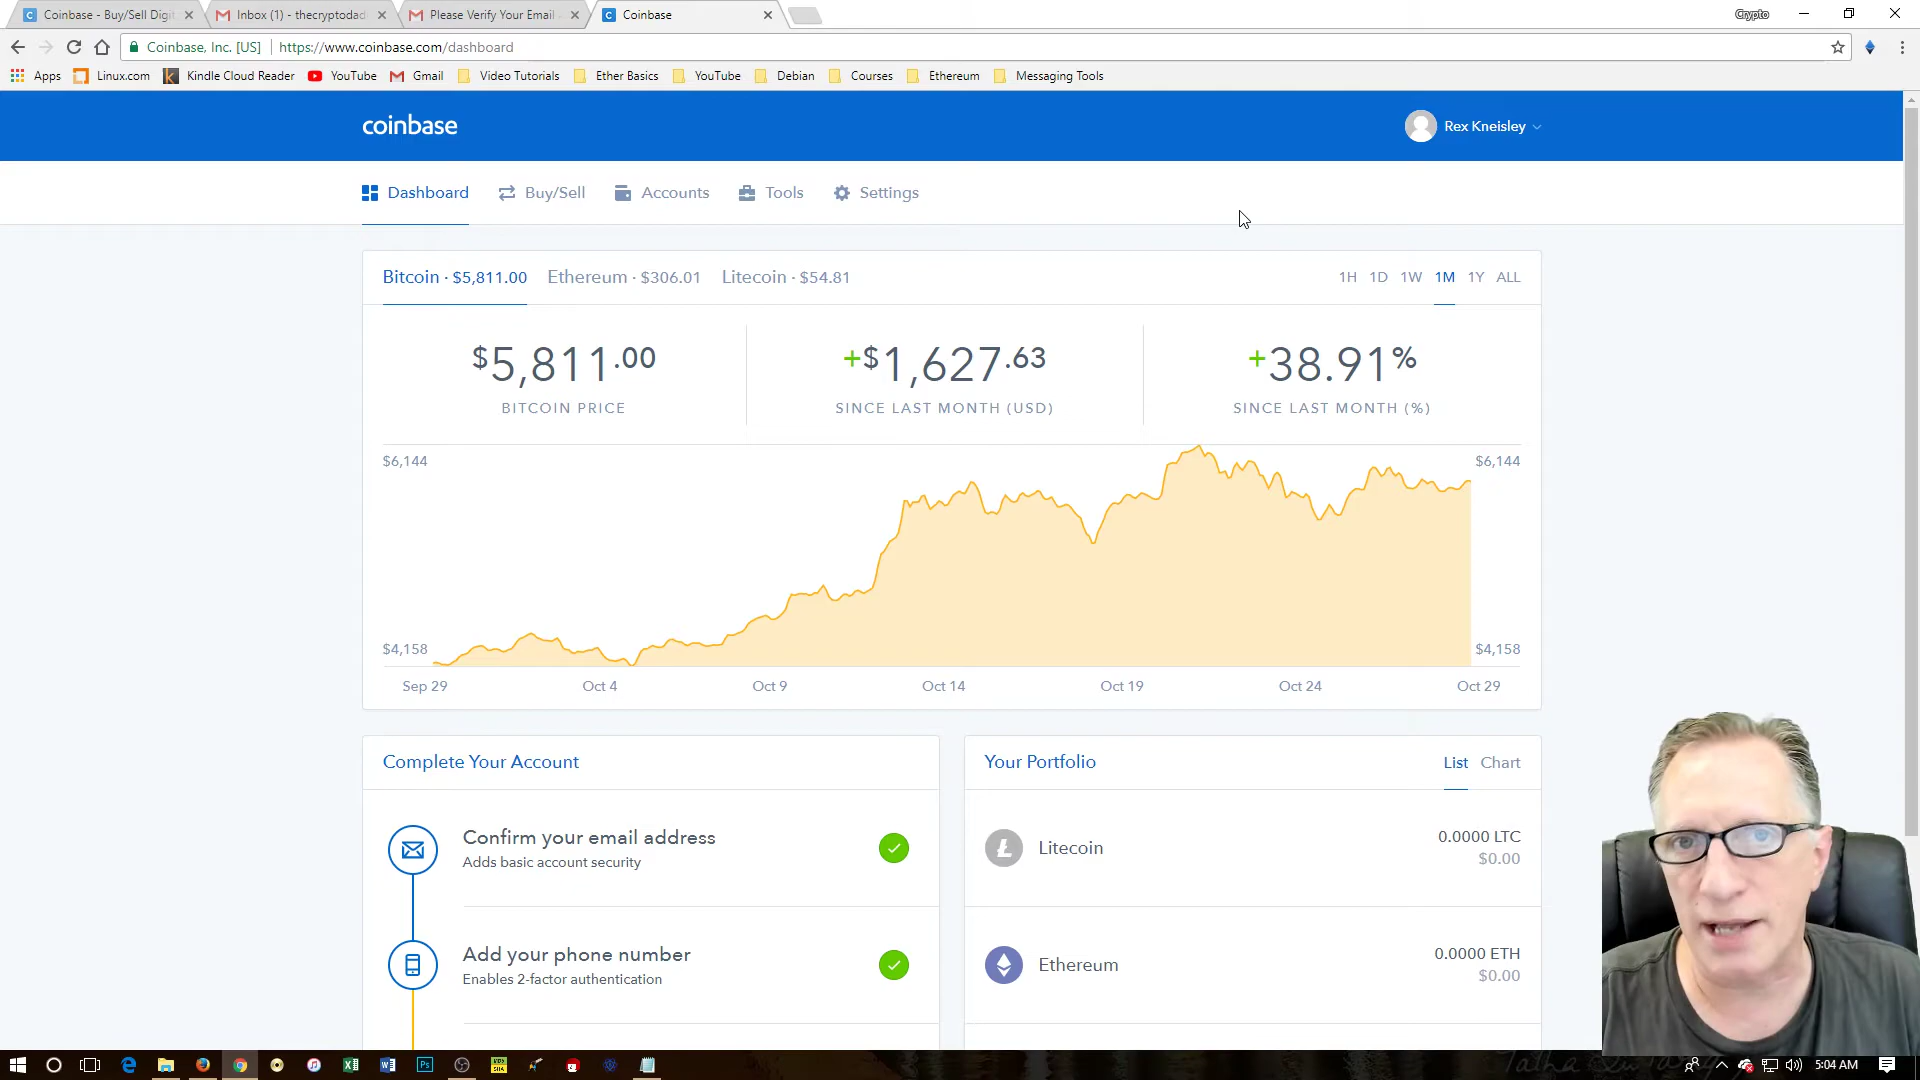 Coinbase - Buy/Sell Digit
Inbox (1) - thecryptodad
Please Verify Your Email
Coinbase
Crypto
Coinbase, Inc. [US]
https://www.coinbase.com/dashboard
Apps
Linux.com
Kindle Cloud Reader
YouTube
Gmail
Video Tutorials
Ether Basics
YouTube
Debian
Courses
Ethereum
Messaging Tools
coinbase
Rex Kneisley
Dashboard
Buy/Sell
Accounts
Tools
Settings
Bitcoin · $5,811.00
Ethereum · $306.01
Litecoin · $54.81
1H 1D 1W 1M 1Y ALL
$5,811.00
BITCOIN PRICE
+$1,627.63
SINCE LAST MONTH (USD)
+38.91%
SINCE LAST MONTH (%)
$6,144
$6,144
$4,158
$4,158
Sep 29
Oct 4
Oct 9
Oct 14
Oct 19
Oct 24
Oct 29
Complete Your Account
Confirm your email address
Adds basic account security
Add your phone number
Enables 2-factor authentication
Your Portfolio
List
Chart
Litecoin
0.0000 LTC
$0.00
Ethereum
0.0000 ETH
$0.00
5:04 AM